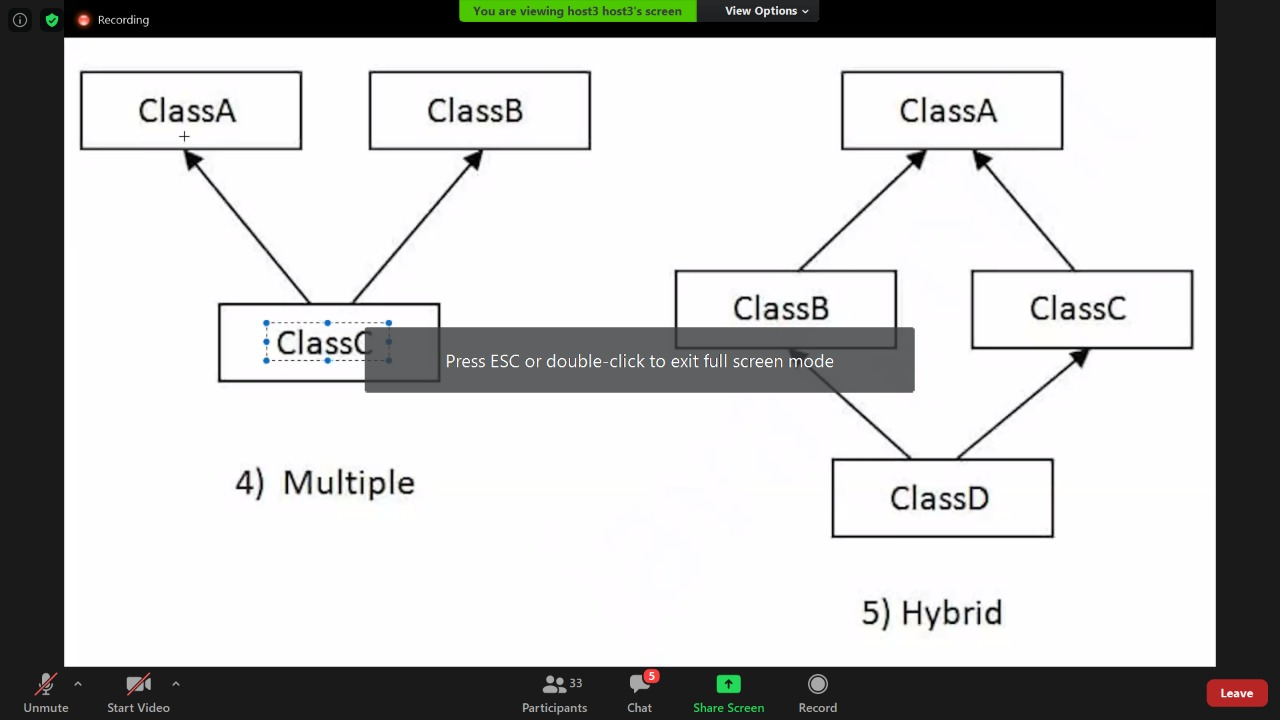 Recording
You are viewing host3 host3's screen
View Options
ClassA
ClassB
ClassA
ClassB
ClassC
ClassC
Press ESC or double-click to exit full screen mode
4) Multiple
ClassD
5) Hybrid
Unmute
Start Video
33
Participants
5
Chat
Share Screen
Record
Leave